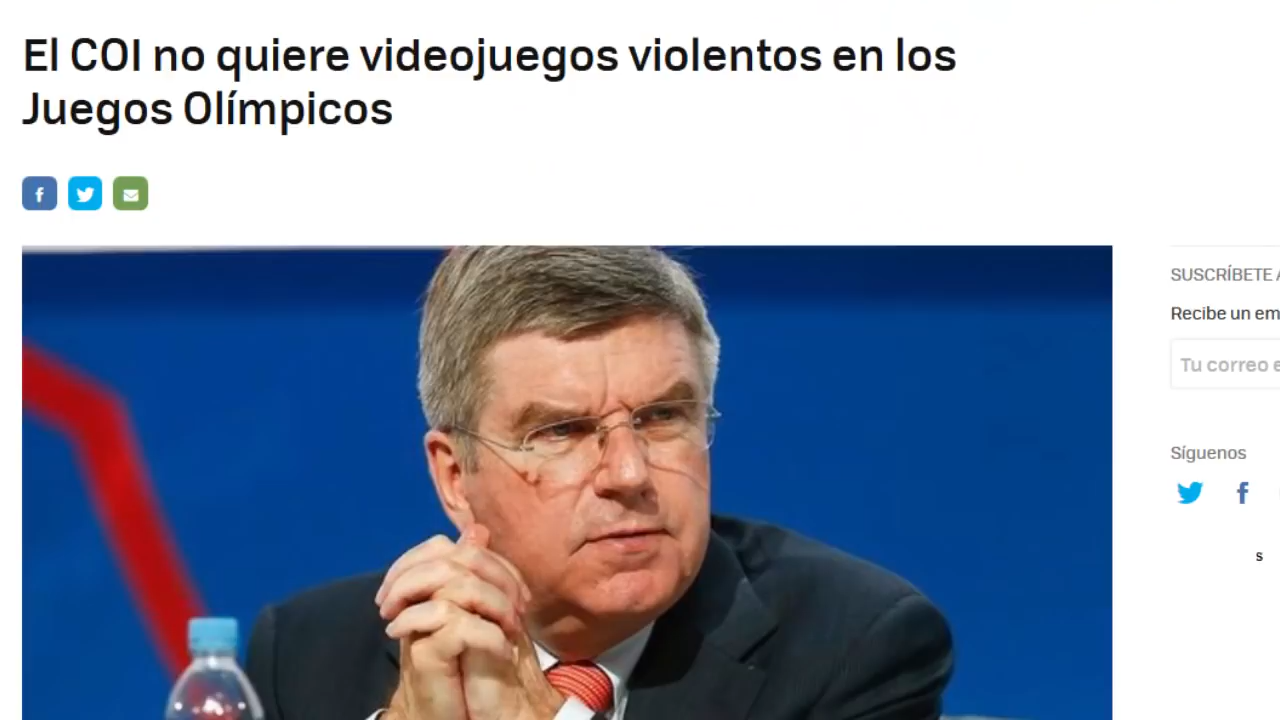 El COI no quiere videojuegos violentos en los
Juegos Olímpicos
SUSCRÍBETE A
Recibe un em
Tu correo e
Síguenos
s